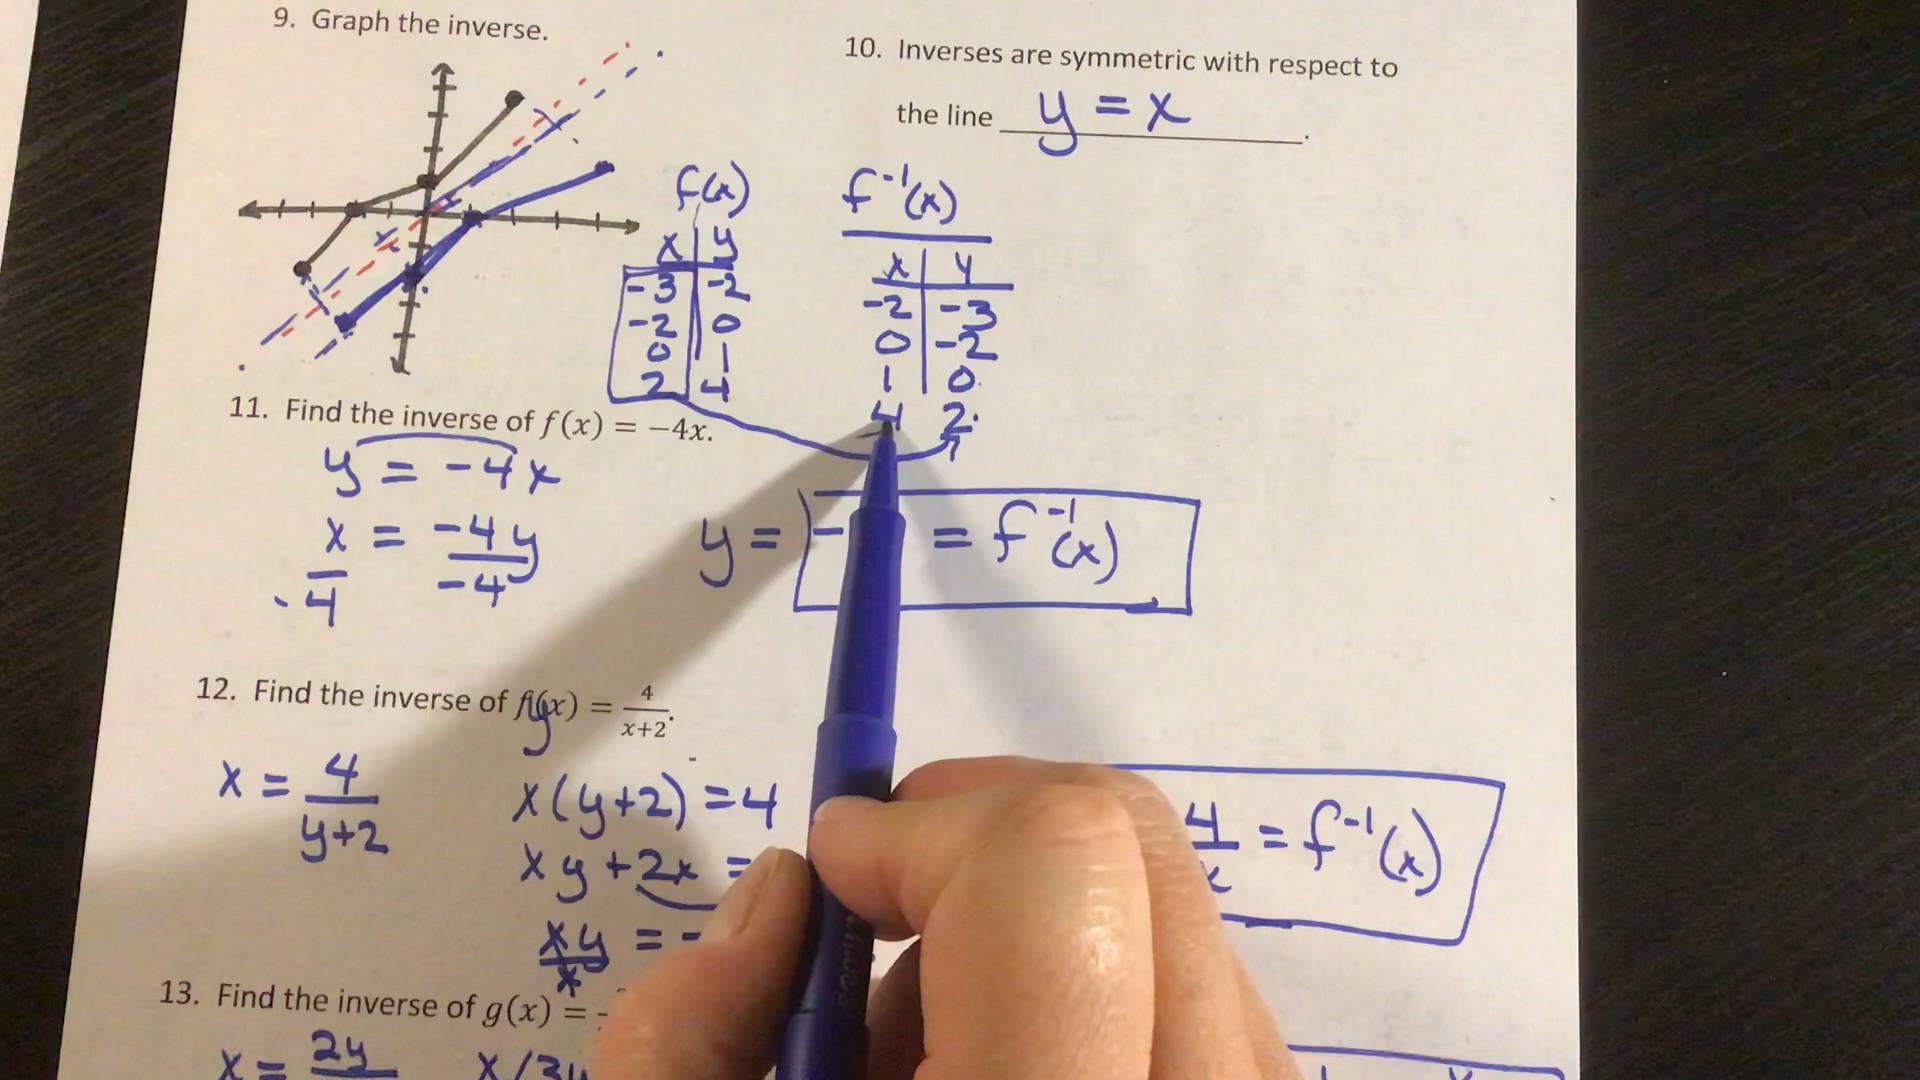 9. Graph the inverse.
10. Inverses are symmetric with respect to
the line y = x.
f(x)
x y
-3 -2
-2 0
0 1
2 4
f⁻¹(x)
x y
-2 -3
0 -2
1 0
4 2
11. Find the inverse of f(x) = −4x.
y = -4x
x = -4y
-4 -4
y = - = f⁻¹(x)
12. Find the inverse of f(x) = 4/(x+2).
y
x = 4/(y+2)
x(y+2) = 4
xy + 2x =
xy = -
x
4/x = f⁻¹(x)
13. Find the inverse of g(x) =
x = 2y